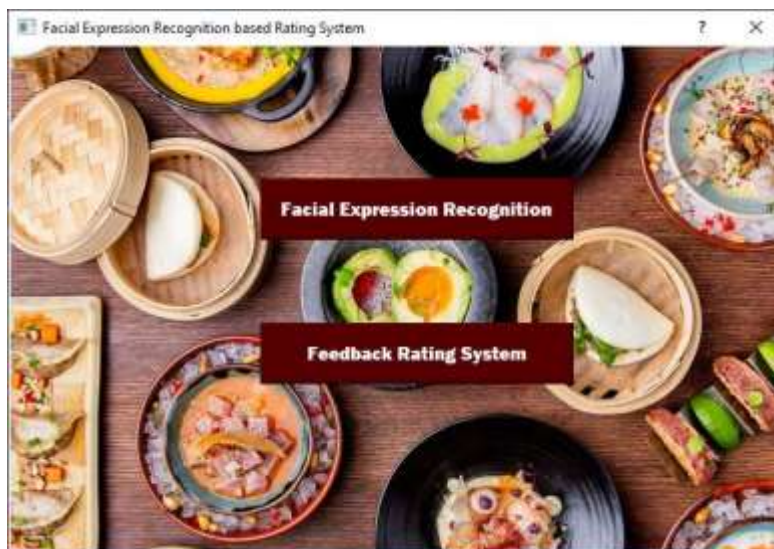 Facial Expression Recognition based Rating System
Facial Expression Recognition
Feedback Rating System